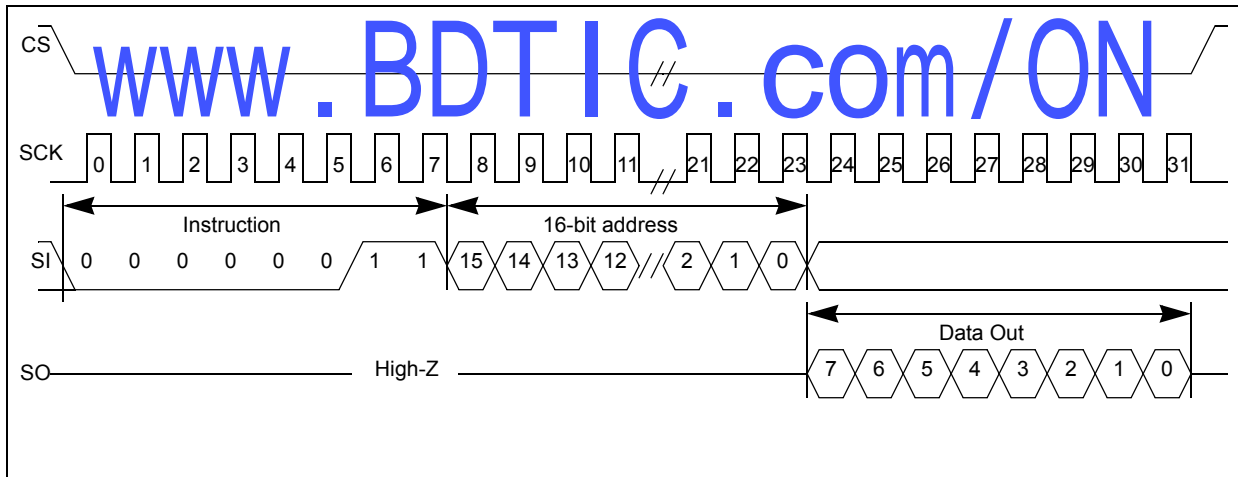 CS
www.BDTIC.com/ON
SCK 0 1 2 3 4 5 6 7 8 9 10 11 21 22 23 24 25 26 27 28 29 30 31
Instruction 16-bit address
SI 0 0 0 0 0 0 1 1 15 14 13 12 2 1 0
Data Out
SO High-Z 7 6 5 4 3 2 1 0